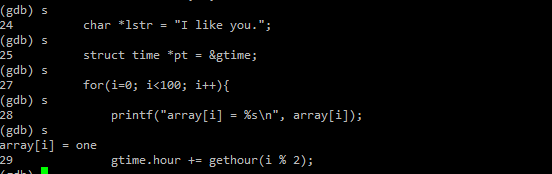 (gdb) s
24 char *lstr = "I like you.";
(gdb) s
25 struct time *pt = &gtime;
(gdb) s
27 for(i=0; i<100; i++){
(gdb) s
28 printf("array[i] = %s\n", array[i]);
(gdb) s
array[i] = one
29 gtime.hour += gethour(i % 2);
(gdb)